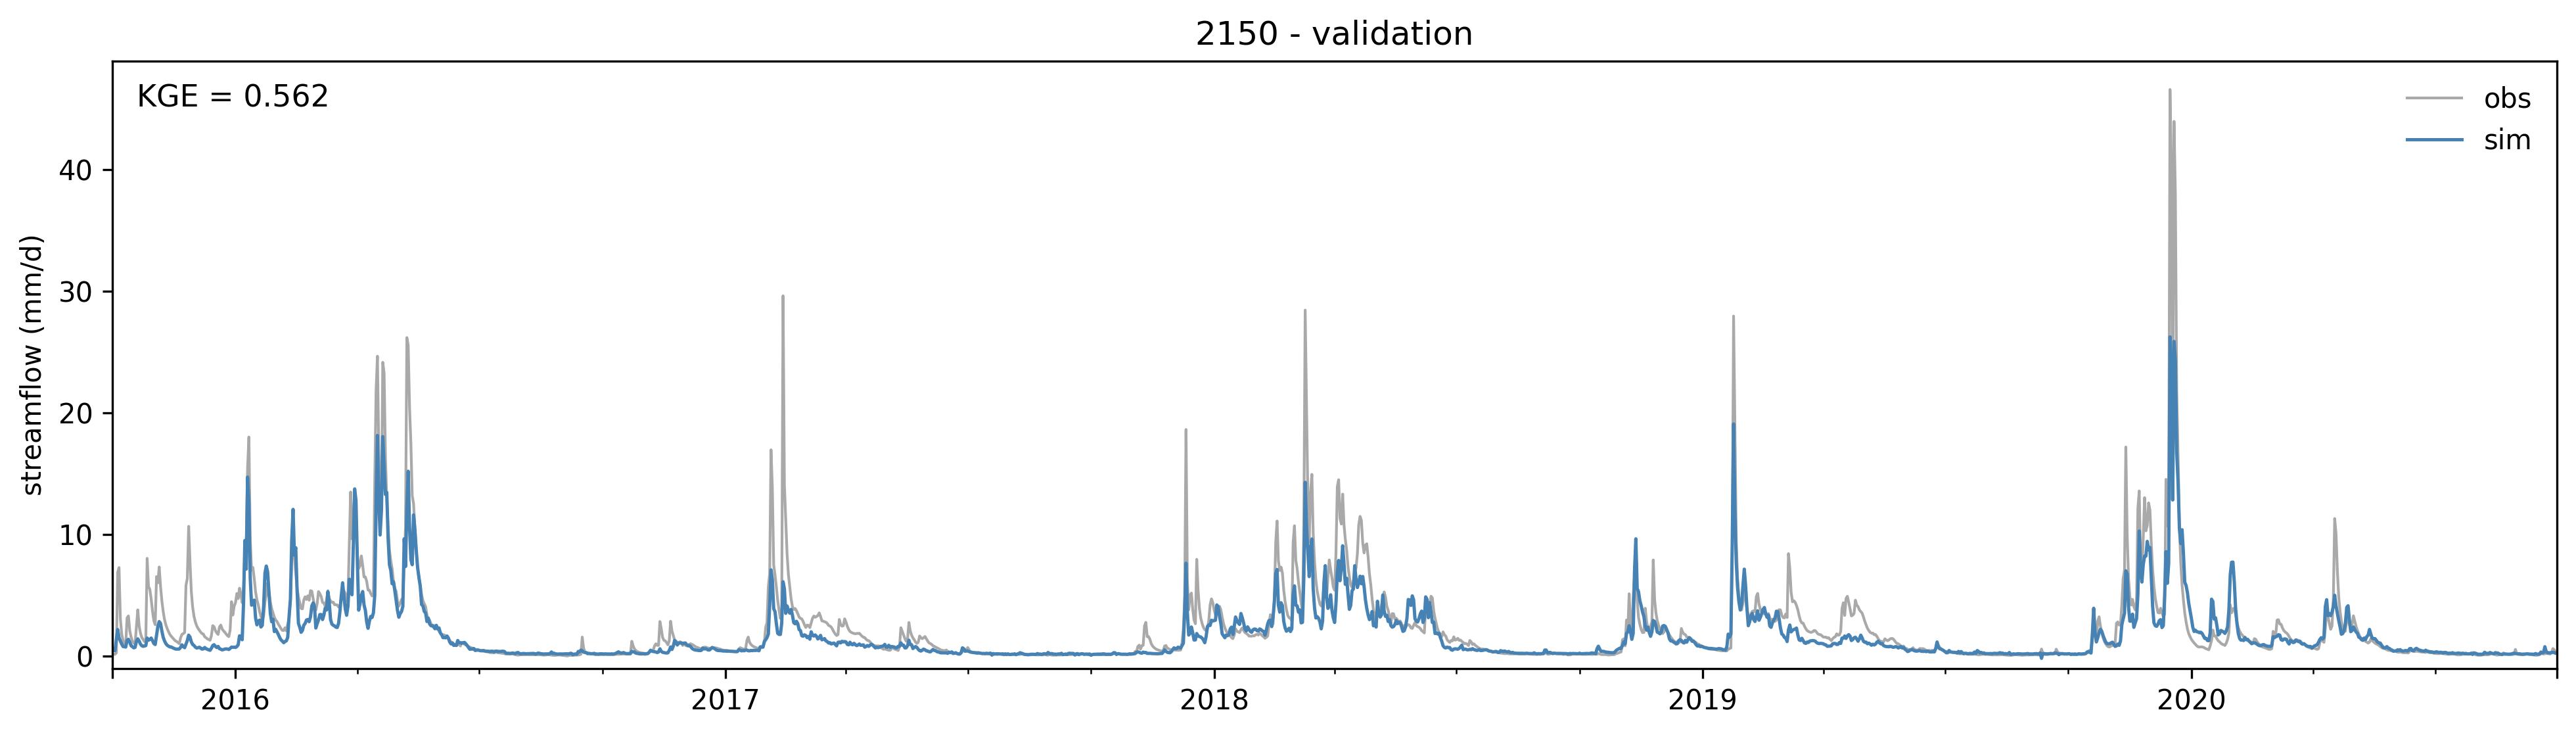 2150 - validation
KGE = 0.562
obs
sim
streamflow (mm/d)
40
30
20
10
0
2016 2017 2018 2019 2020